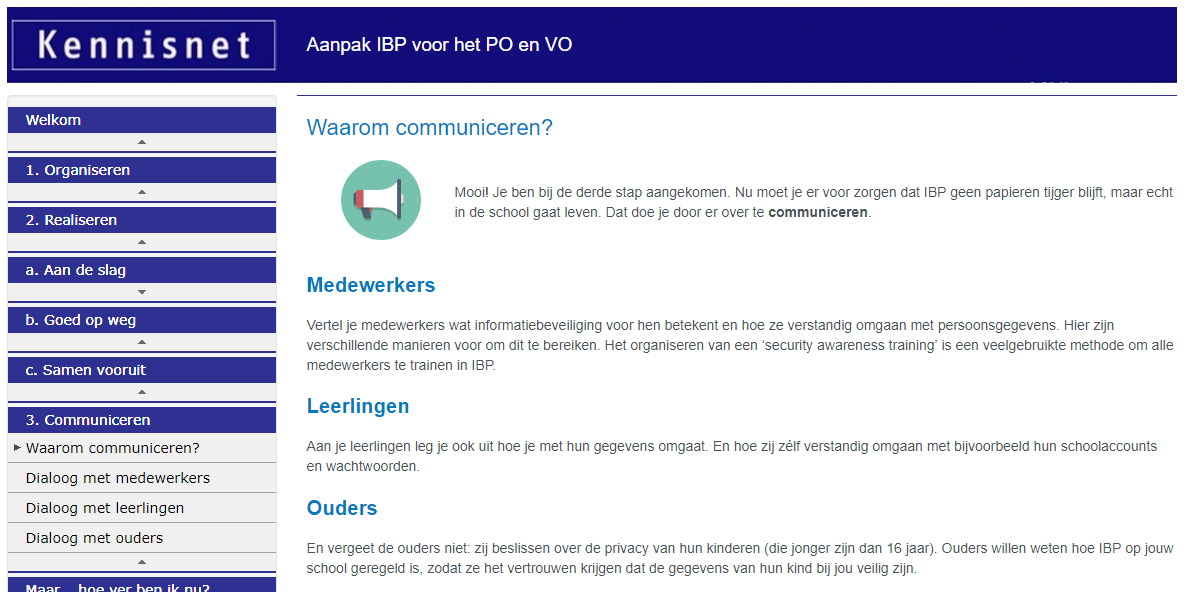 Kennisnet
Aanpak IBP voor het PO en VO
Welkom
1. Organiseren
2. Realiseren
a. Aan de slag
b. Goed op weg
c. Samen vooruit
3. Communiceren
Waarom communiceren?
Dialoog met medewerkers
Dialoog met leerlingen
Dialoog met ouders
Maar... hoe ver ben ik nu?
Waarom communiceren?
Mooi! Je ben bij de derde stap aangekomen. Nu moet je er voor zorgen dat IBP geen papieren tijger blijft, maar echt
in de school gaat leven. Dat doe je door er over te communiceren.
Medewerkers
Vertel je medewerkers wat informatiebeveiliging voor hen betekent en hoe ze verstandig omgaan met persoonsgegevens. Hier zijn
verschillende manieren voor om dit te bereiken. Het organiseren van een ‘security awareness training’ is een veelgebruikte methode om alle
medewerkers te trainen in IBP.
Leerlingen
Aan je leerlingen leg je ook uit hoe je met hun gegevens omgaat. En hoe zij zélf verstandig omgaan met bijvoorbeeld hun schoolaccounts
en wachtwoorden.
Ouders
En vergeet de ouders niet: zij beslissen over de privacy van hun kinderen (die jonger zijn dan 16 jaar). Ouders willen weten hoe IBP op jouw
school geregeld is, zodat ze het vertrouwen krijgen dat de gegevens van hun kind bij jou veilig zijn.